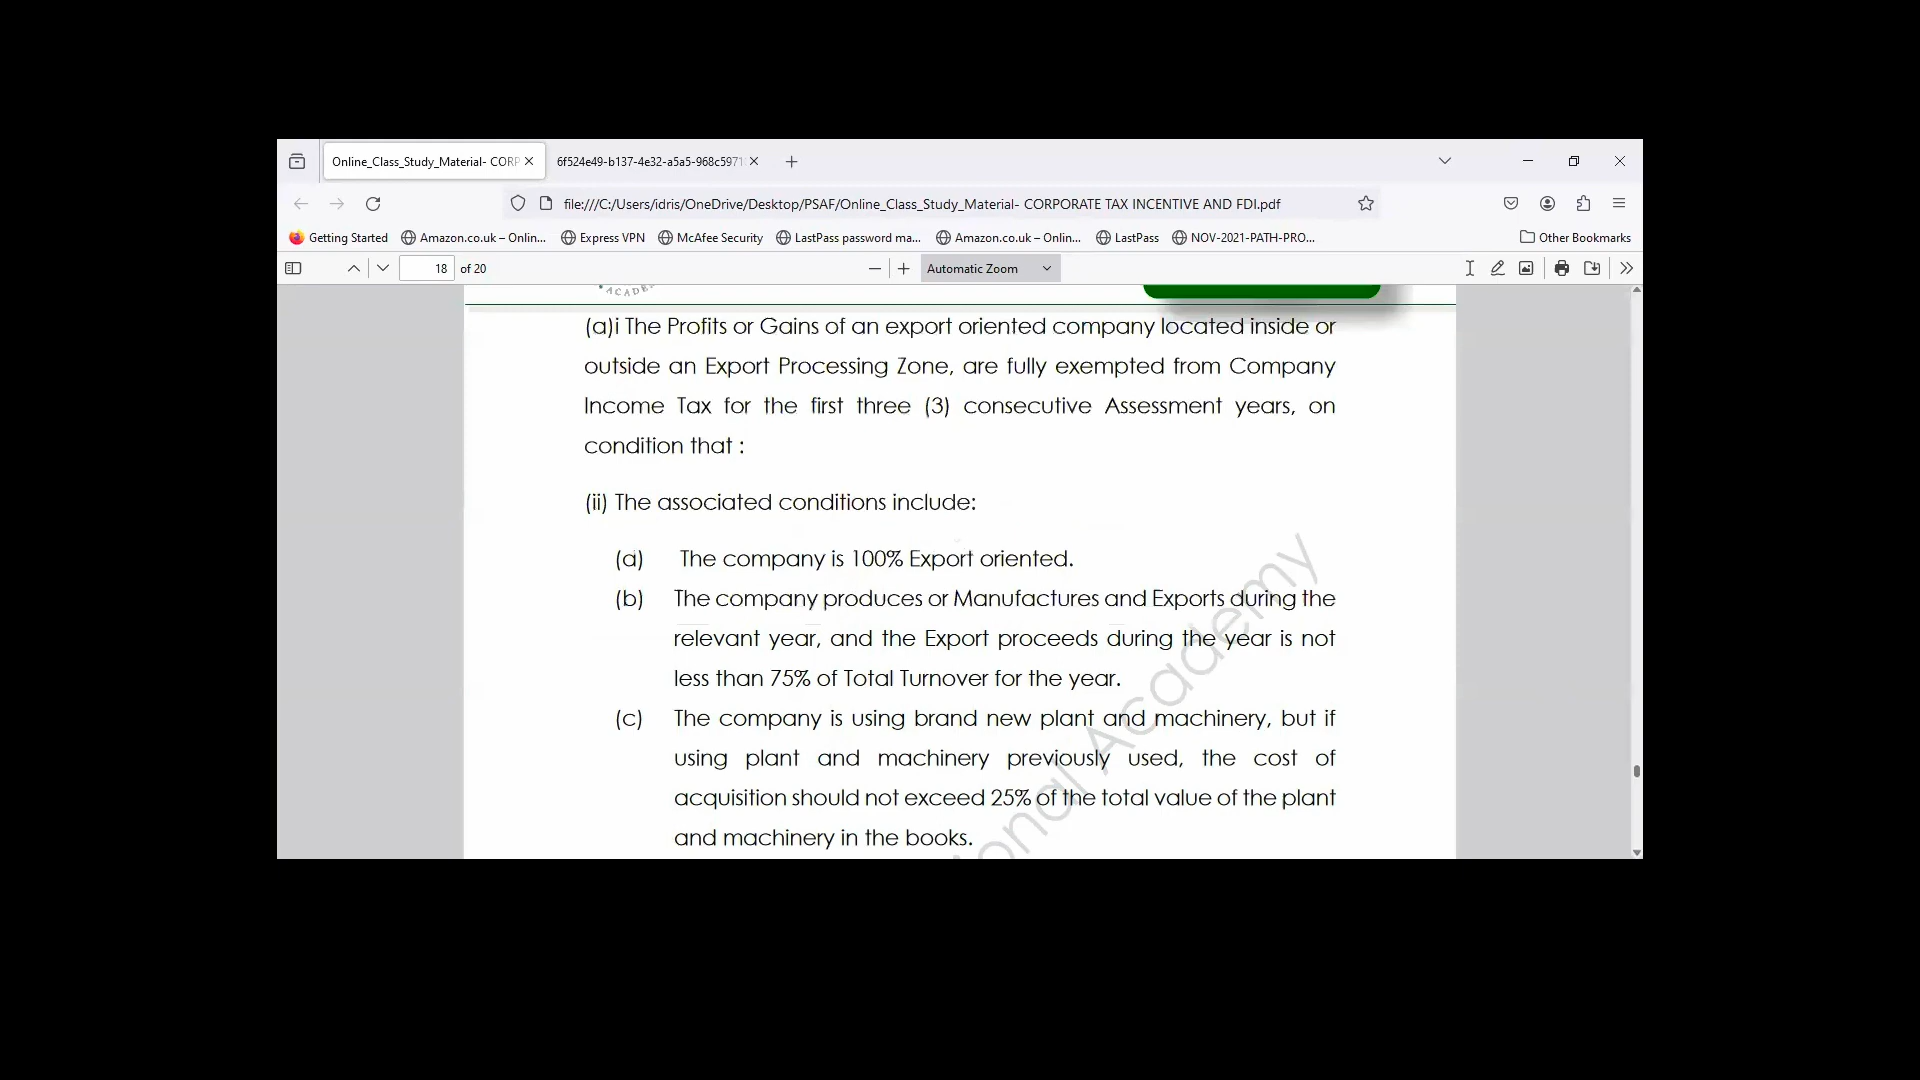 Online_Class_Study_Material- CORP
6f524e49-b137-4e32-a5a5-968c5971
file:///C:/Users/idris/OneDrive/Desktop/PSAF/Online_Class_Study_Material- CORPORATE TAX INCENTIVE AND FDI.pdf
Getting Started Amazon.co.uk – Onlin... Express VPN McAfee Security LastPass password ma... Amazon.co.uk – Onlin... LastPass NOV-2021-PATH-PRO... Other Bookmarks
18 of 20 Automatic Zoom
(a)i The Profits or Gains of an export oriented company located inside or
outside an Export Processing Zone, are fully exempted from Company
Income Tax for the first three (3) consecutive Assessment years, on
condition that :
(ii) The associated conditions include:
(a) The company is 100% Export oriented.
(b) The company produces or Manufactures and Exports during the
relevant year, and the Export proceeds during the year is not
less than 75% of Total Turnover for the year.
(c) The company is using brand new plant and machinery, but if
using plant and machinery previously used, the cost of
acquisition should not exceed 25% of the total value of the plant
and machinery in the books.
Academy